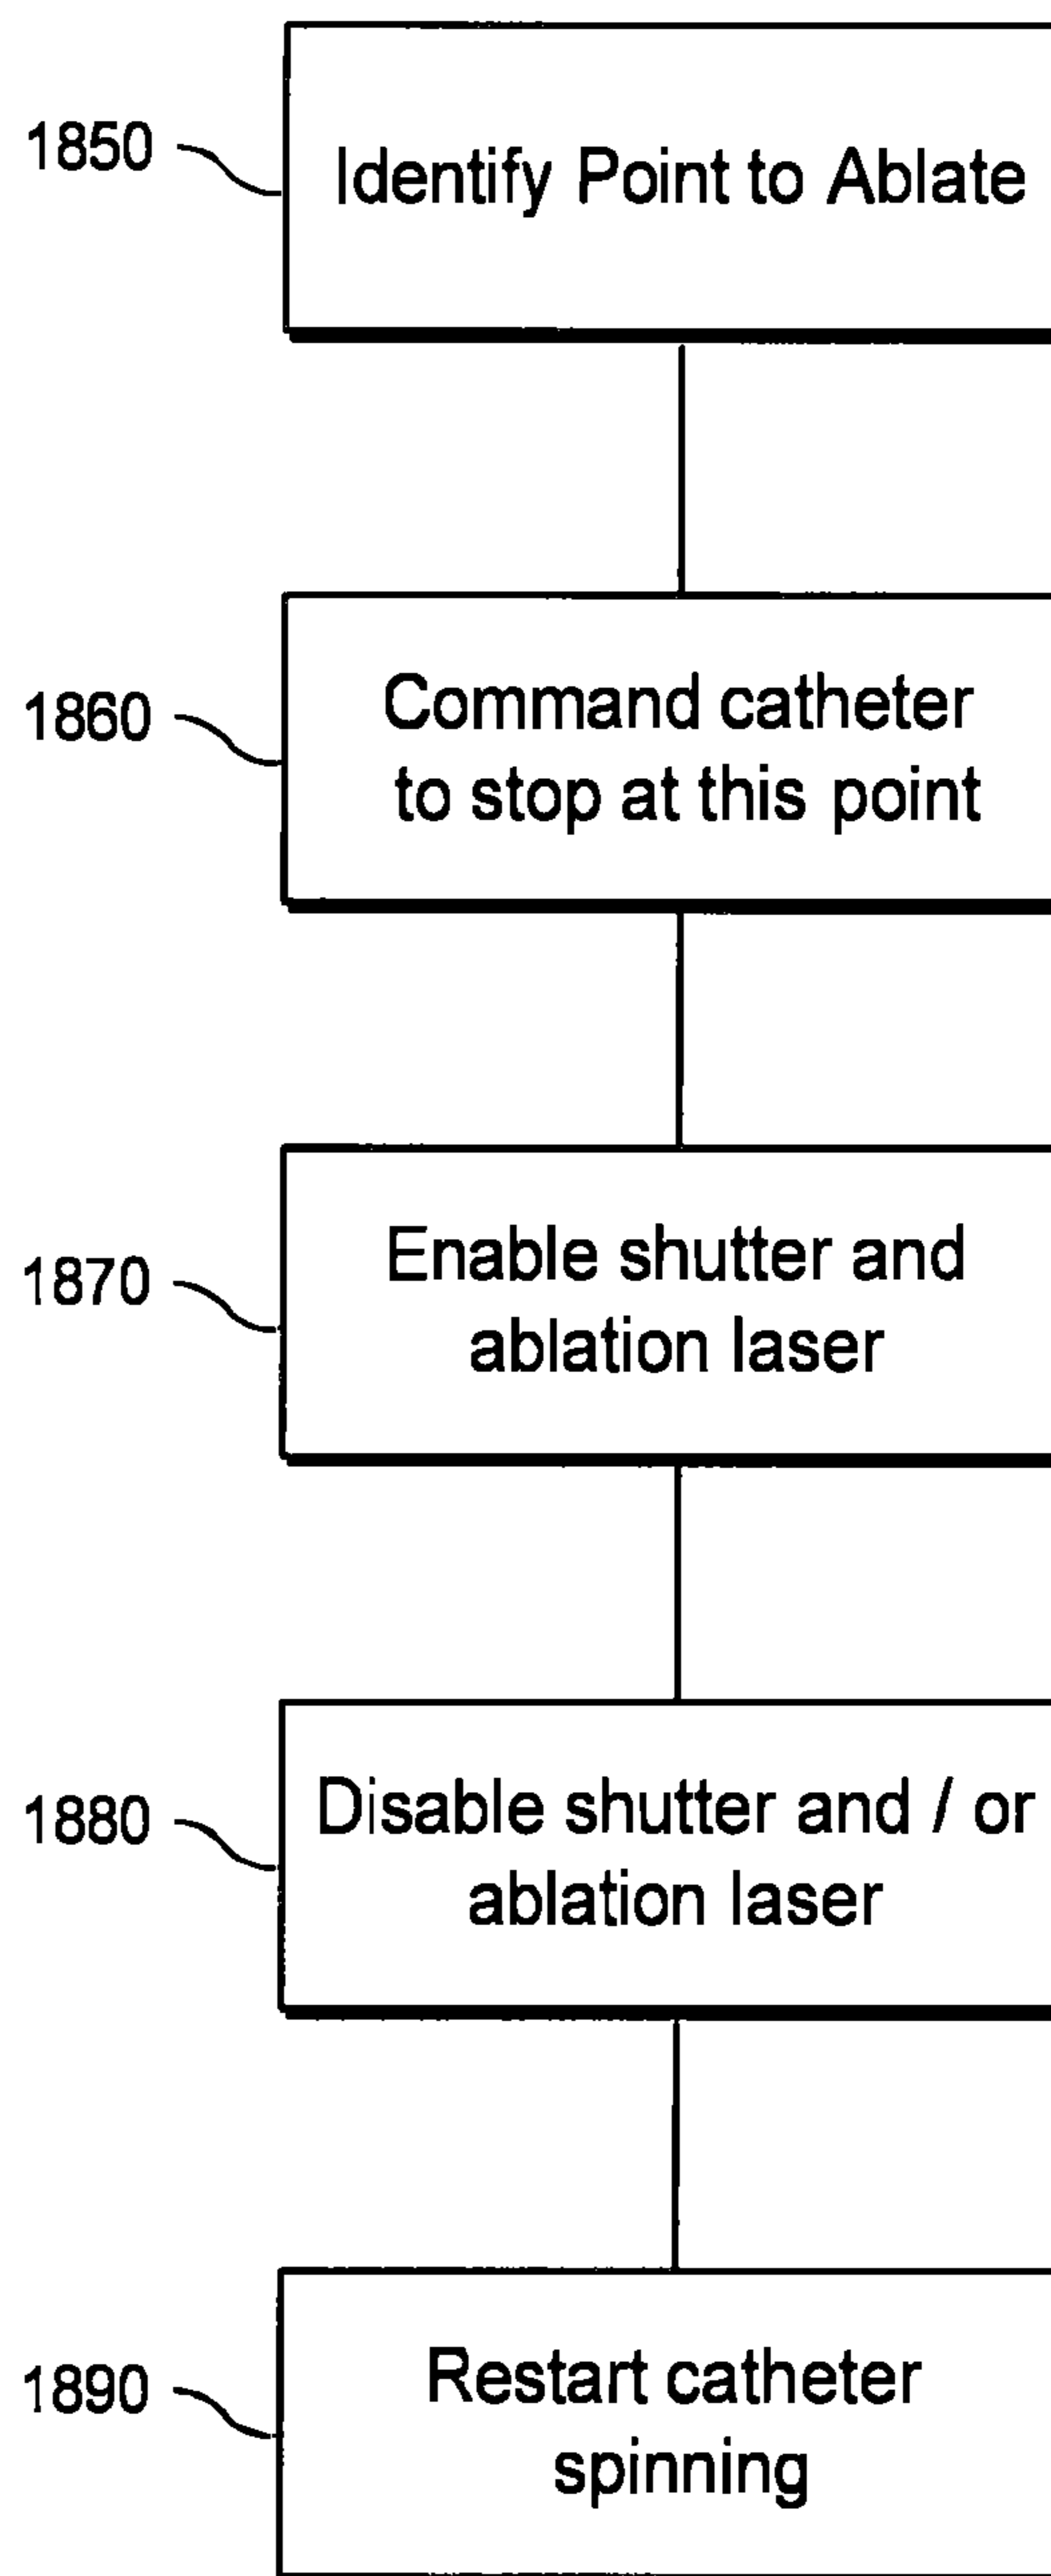 1850
Identify Point to Ablate
1860
Command catheter
to stop at this point
1870
Enable shutter and
ablation laser
1880
Disable shutter and / or
ablation laser
1890
Restart catheter
spinning